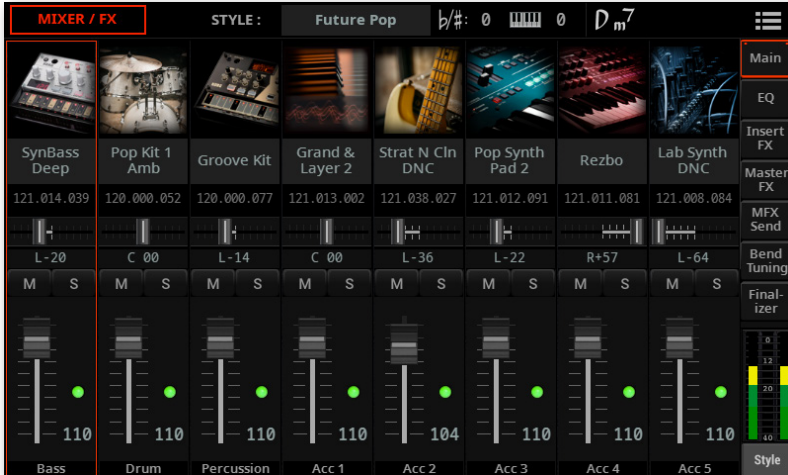 MIXER / FX STYLE : Future Pop b/#: 0 0 Dm7
Main
EQ
Insert
FX
Master
FX
MFX
Send
Bend
Tuning
Final-
izer
SynBass
Deep
Pop Kit 1
Amb
Groove Kit
Grand &
Layer 2
Strat N Cln
DNC
Pop Synth
Pad 2
Rezbo
Lab Synth
DNC
121.014.039 120.000.052 120.000.077 121.013.002 121.038.027 121.012.091 121.011.081 121.008.084
L-20 C 00 L-14 C 00 L-36 L-22 R+57 L-64
M S M S M S M S M S M S M S M S
0
12
20
40
110 110 110 110 104 110 110 110
Bass Drum Percussion Acc 1 Acc 2 Acc 3 Acc 4 Acc 5
Style